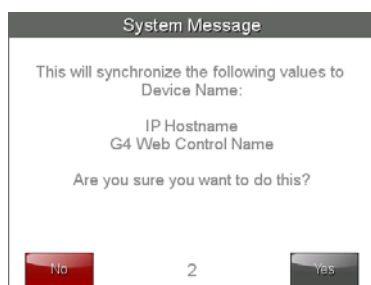 System Message
This will synchronize the following values to
Device Name:
IP Hostname
G4 Web Control Name
Are you sure you want to do this?
No 2 Yes